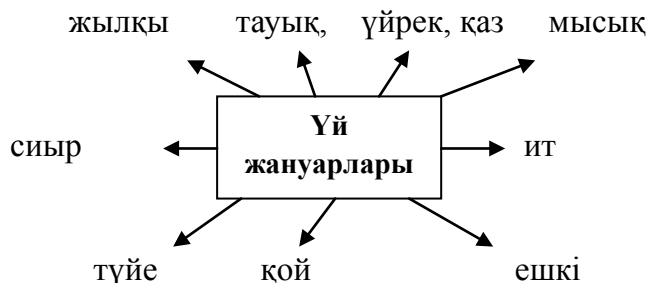 жылқы тауық, үйрек, қаз мысық
Үй
сиыр жануарлары ит
түйе қой ешкі